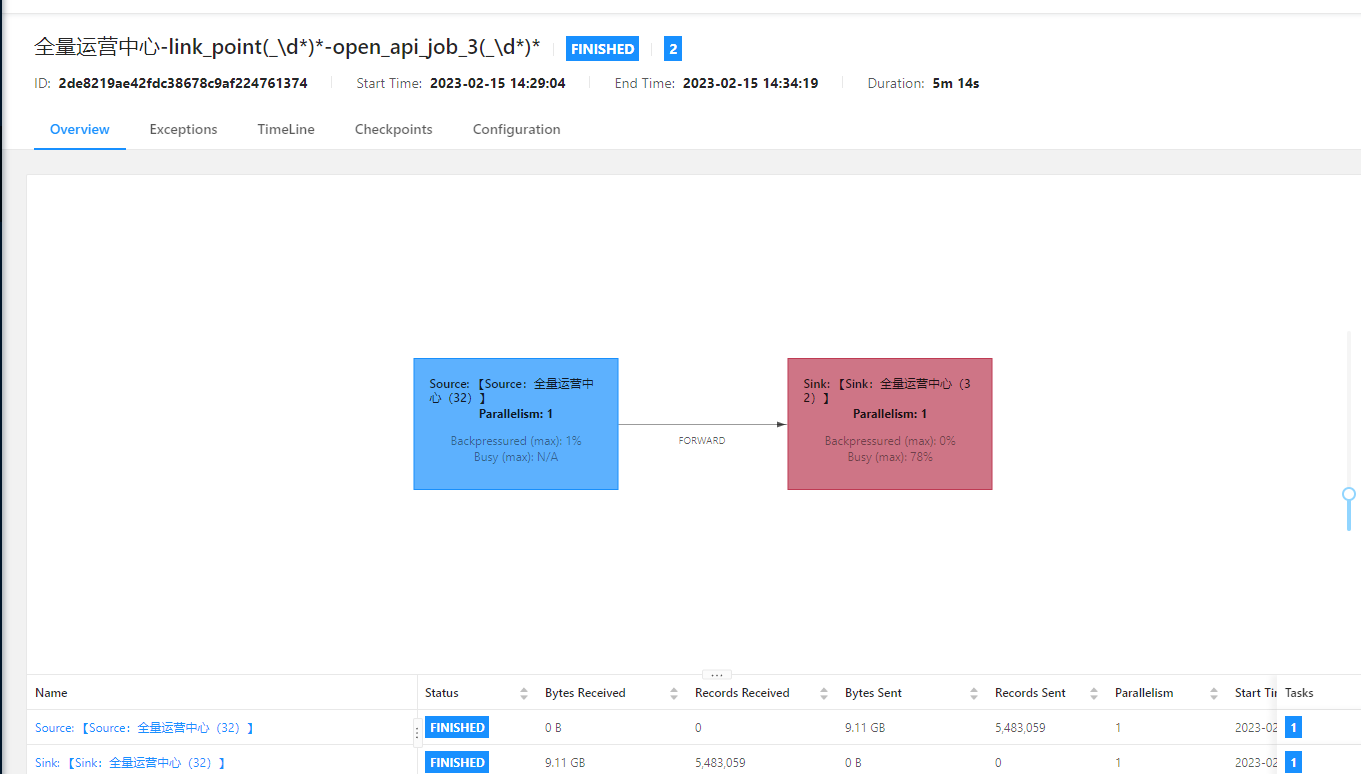 全量运营中心-link_point(_\d*)*-open_api_job_3(_\d*)* FINISHED 2
ID: 2de8219ae42fdc38678c9af224761374 Start Time: 2023-02-15 14:29:04 End Time: 2023-02-15 14:34:19 Duration: 5m 14s
Overview Exceptions TimeLine Checkpoints Configuration
Source: 【Source：全量运营中
心（32）】
Parallelism: 1
Backpressured (max): 1%
Busy (max): N/A
FORWARD
Sink: 【Sink：全量运营中心（3
2）】
Parallelism: 1
Backpressured (max): 0%
Busy (max): 78%
Name Status Bytes Received Records Received Bytes Sent Records Sent Parallelism Start Tir Tasks
Source: 【Source：全量运营中心（32）】 FINISHED 0 B 0 9.11 GB 5,483,059 1 2023-02 1
Sink: 【Sink：全量运营中心（32）】 FINISHED 9.11 GB 5,483,059 0 B 0 1 2023-02 1